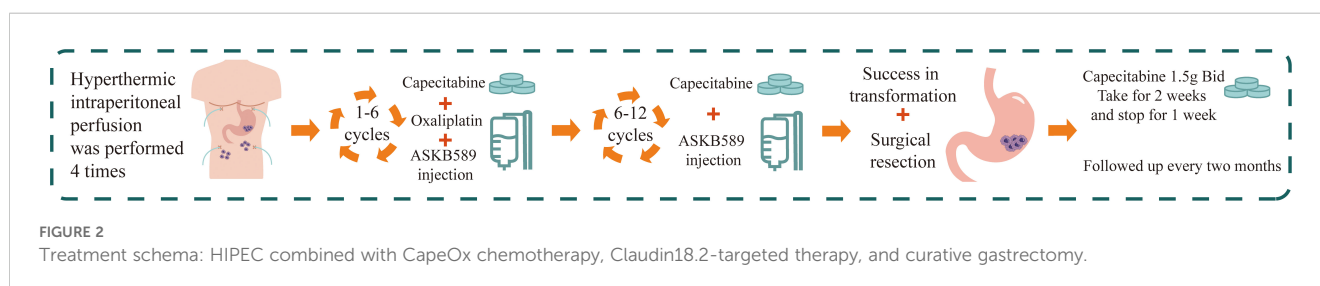 Hyperthermic
intraperitoneal
perfusion
was performed
4 times
1-6
cycles
Capecitabine
+
Oxaliplatin
+
ASKB589
injection
6-12
cycles
Capecitabine
+
ASKB589
injection
Success in
transformation
+
Surgical
resection
Capecitabine 1.5g Bid
Take for 2 weeks
and stop for 1 week
Followed up every two months
FIGURE 2
Treatment schema: HIPEC combined with CapeOx chemotherapy, Claudin18.2-targeted therapy, and curative gastrectomy.